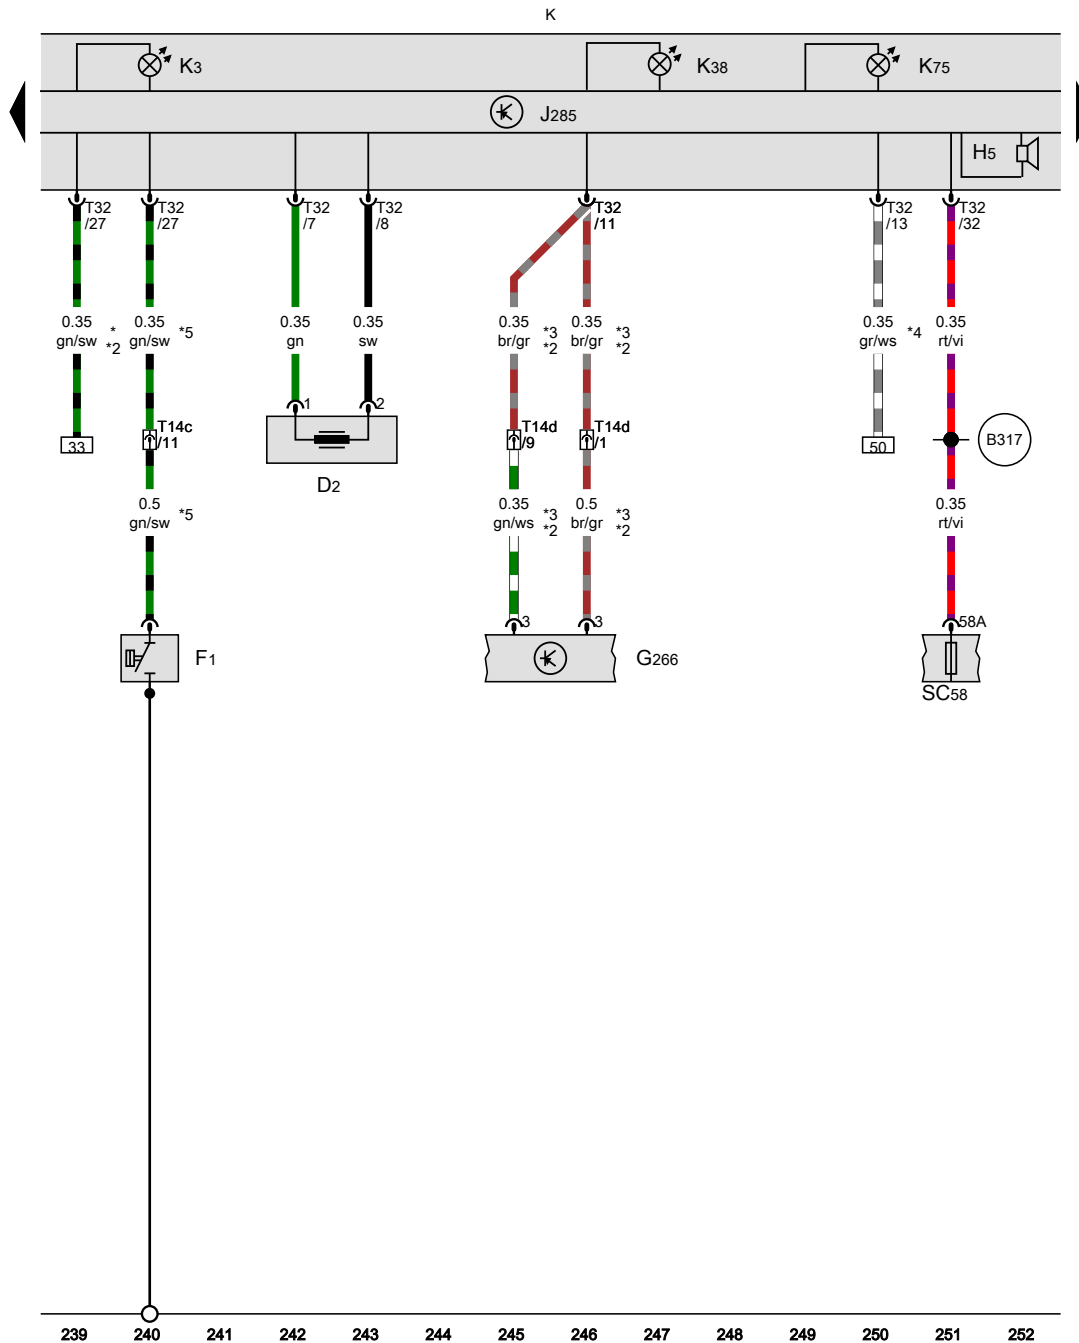 K
K3
K38
K75
J285
H5
T32
/27
T32
/27
T32
/7
T32
/8
T32
/11
T32
/13
T32
/32
0.35
gn/sw
*
*2
0.35
gn/sw
*5
0.35
gn
0.35
sw
0.35
br/gr
*3
*2
0.35
br/gr
*3
*2
0.35
gr/ws
*4
0.35
rt/vi
33
T14c
/11
1
2
D2
T14d
/9
T14d
/1
50
B317
0.5
gn/sw
*5
0.35
gn/ws
*3
*2
0.5
br/gr
*3
*2
0.35
rt/vi
F1
3
3
G266
58A
SC58
239 240 241 242 243 244 245 246 247 248 249 250 251 252